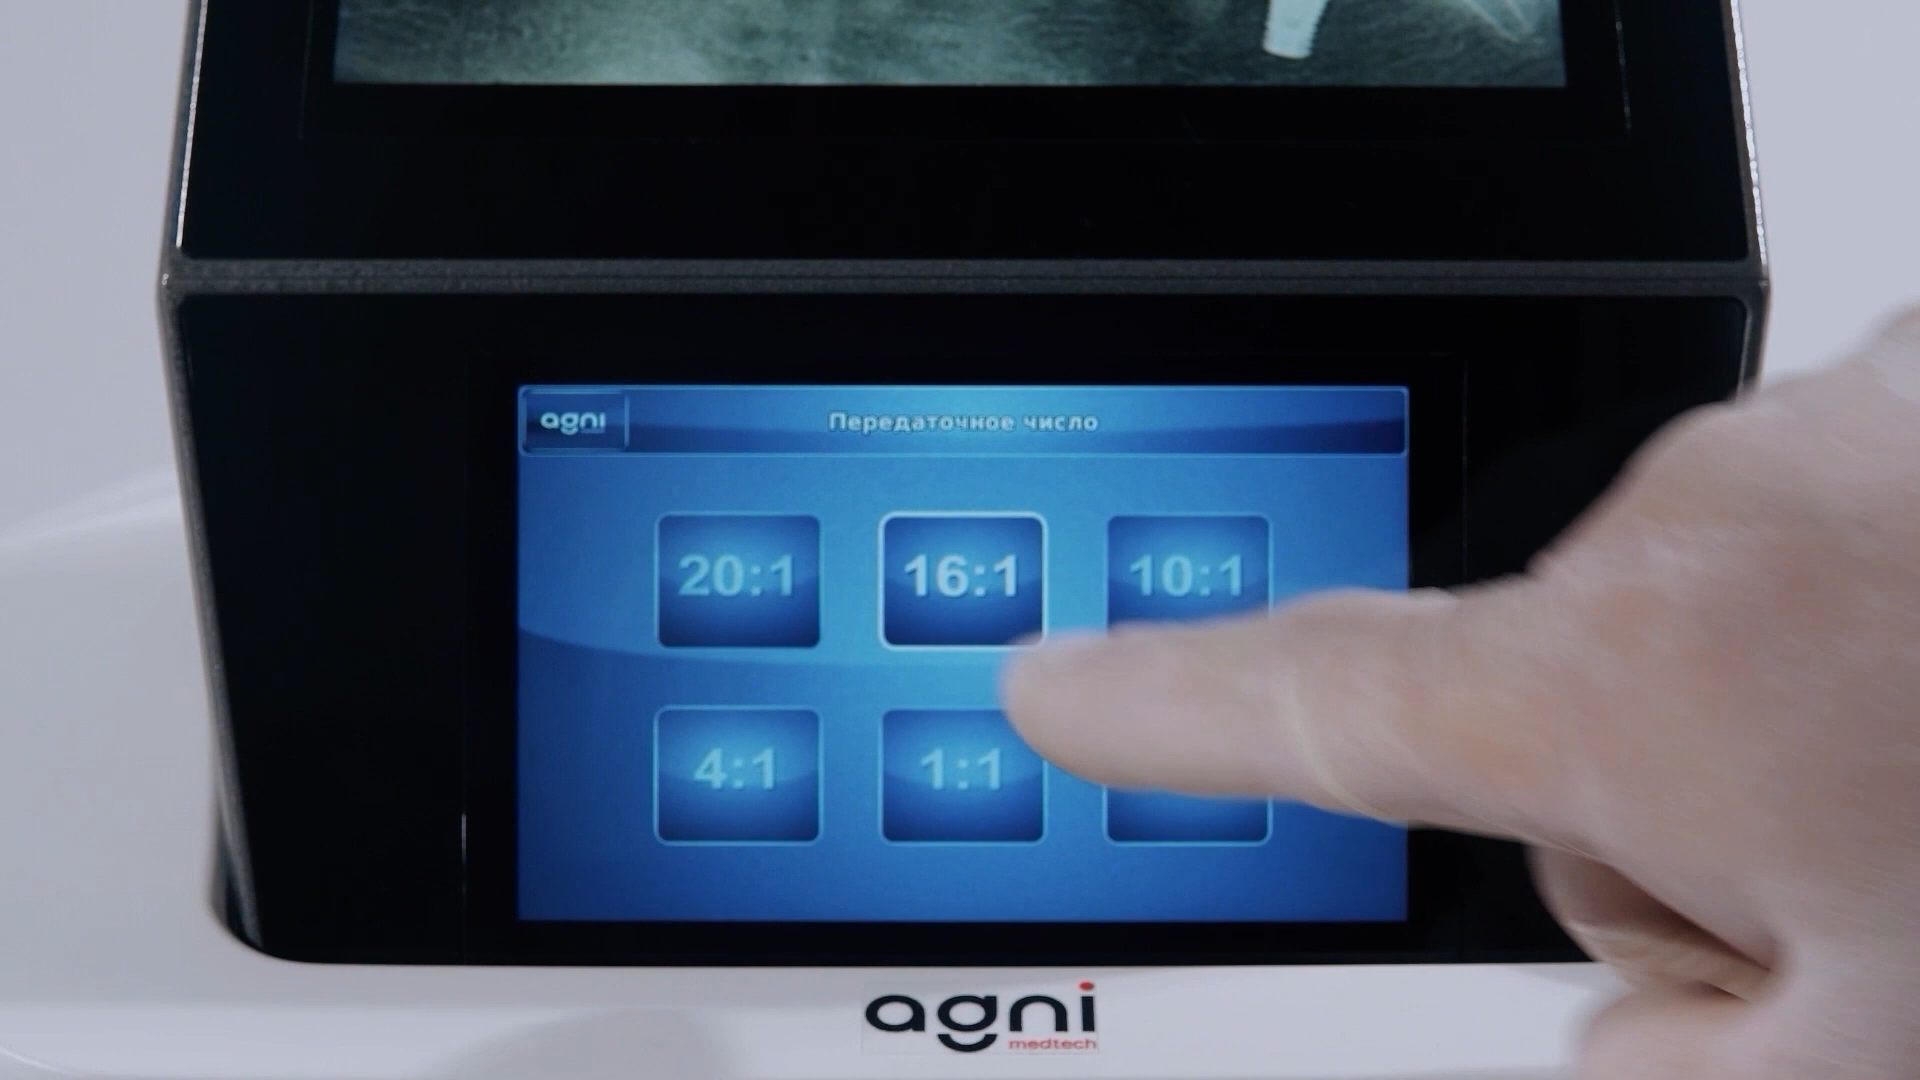 agni
Передаточное число
20:1 16:1 10:1
4:1 1:1
agni
medtech